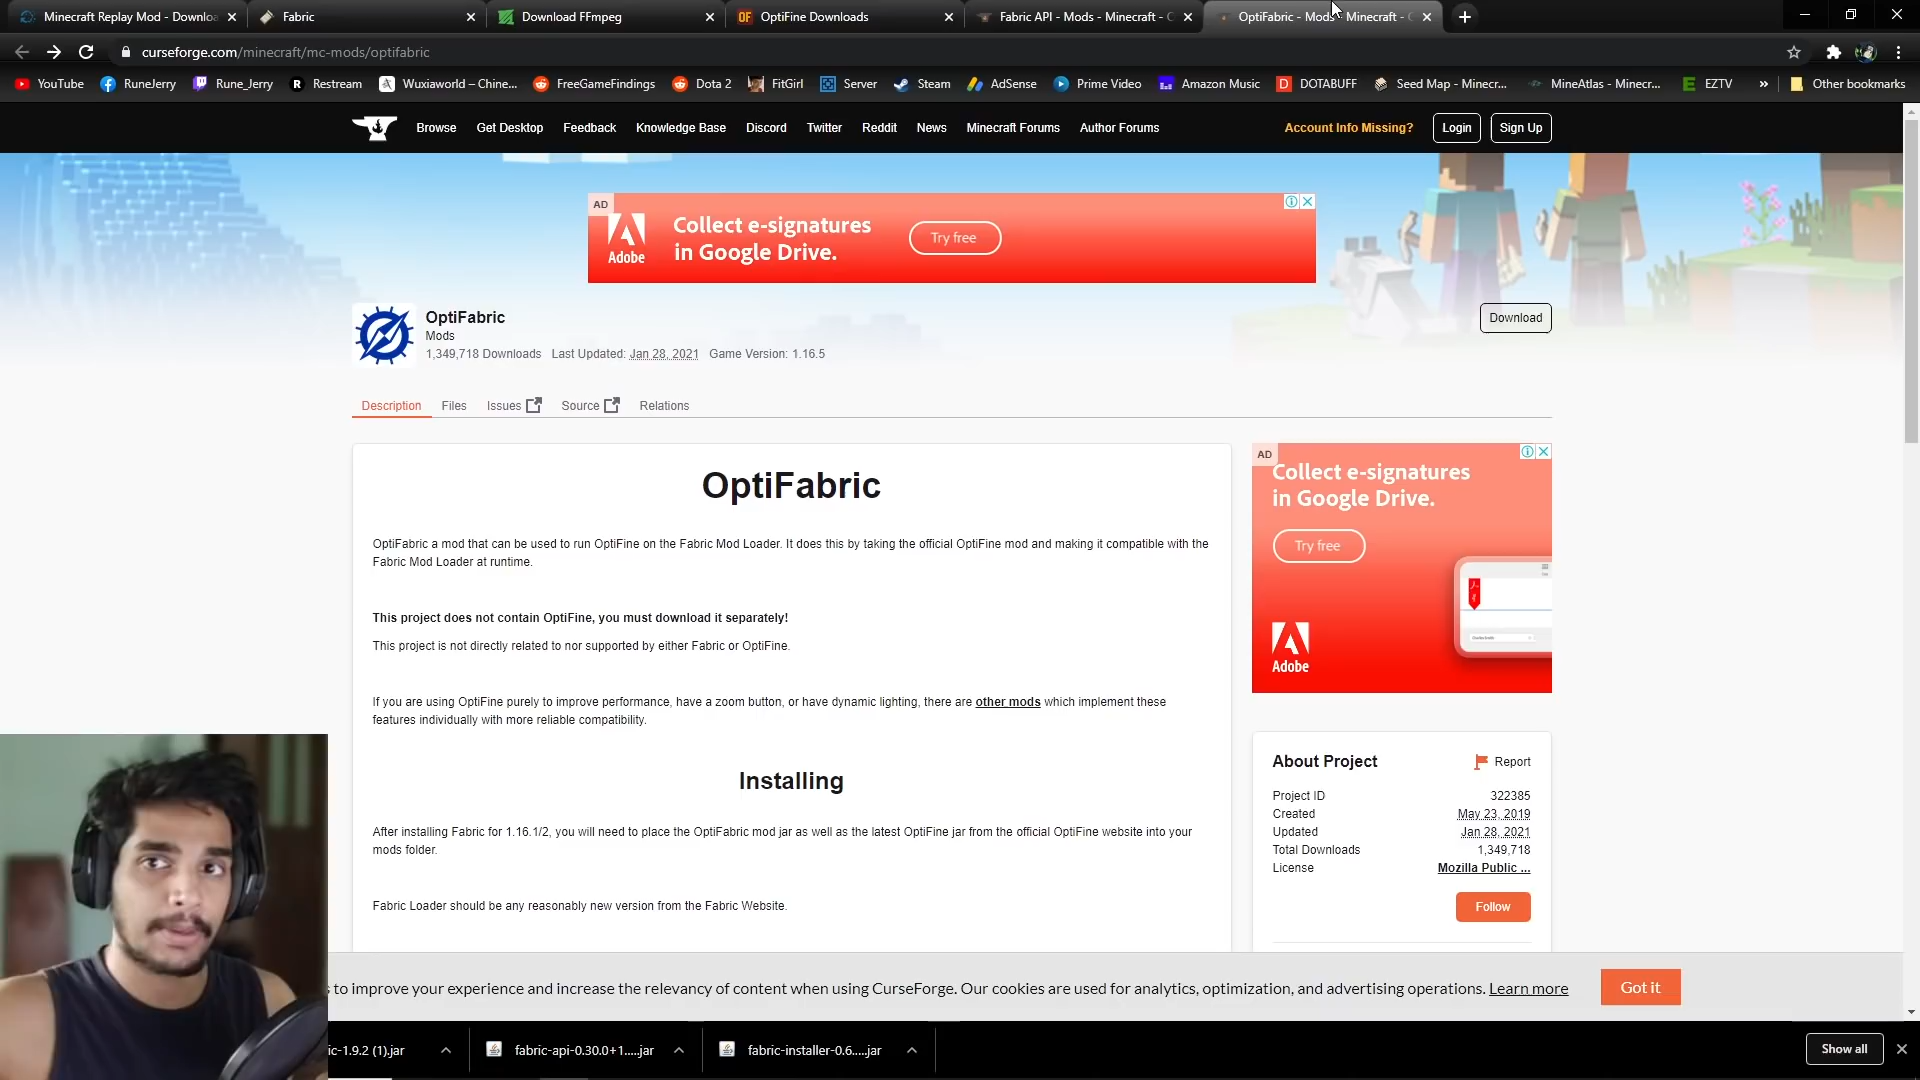 Minecraft Replay Mod - Downloa
Fabric
Download FFmpeg
OF OptiFine Downloads
Fabric API - Mods - Minecraft - C
OptiFabric - Mods - Minecraft - C
curseforge.com/minecraft/mc-mods/optifabric
YouTube
RuneJerry
Rune_Jerry
R Restream
Wuxiaworld – Chine...
FreeGameFindings
Dota 2
FitGirl
Server
Steam
AdSense
Prime Video
Amazon Music
D DOTABUFF
Seed Map - Minecr...
MineAtlas - Minecr...
E EZTV
»
Other bookmarks
Browse
Get Desktop
Feedback
Knowledge Base
Discord
Twitter
Reddit
News
Minecraft Forums
Author Forums
Account Info Missing?
Login
Sign Up
AD
Adobe
Collect e-signatures
in Google Drive.
Try free
OptiFabric
Mods
1,349,718 Downloads Last Updated: Jan 28, 2021 Game Version: 1.16.5
Download
Description
Files
Issues
Source
Relations
OptiFabric
OptiFabric a mod that can be used to run OptiFine on the Fabric Mod Loader. It does this by taking the official OptiFine mod and making it compatible with the
Fabric Mod Loader at runtime.
This project does not contain OptiFine, you must download it separately!
This project is not directly related to nor supported by either Fabric or OptiFine.
If you are using OptiFine purely to improve performance, have a zoom button, or have dynamic lighting, there are other mods which implement these
features individually with more reliable compatibility.
Installing
After installing Fabric for 1.16.1/2, you will need to place the OptiFabric mod jar as well as the latest OptiFine jar from the official OptiFine website into your
mods folder.
Fabric Loader should be any reasonably new version from the Fabric Website.
AD
Collect e-signatures
in Google Drive.
Try free
Adobe
About Project
Report
Project ID 322385
Created May 23, 2019
Updated Jan 28, 2021
Total Downloads 1,349,718
License Mozilla Public ...
Follow
to improve your experience and increase the relevancy of content when using CurseForge. Our cookies are used for analytics, optimization, and advertising operations. Learn more
Got it
ic-1.9.2 (1).jar
fabric-api-0.30.0+1.....jar
fabric-installer-0.6.....jar
Show all